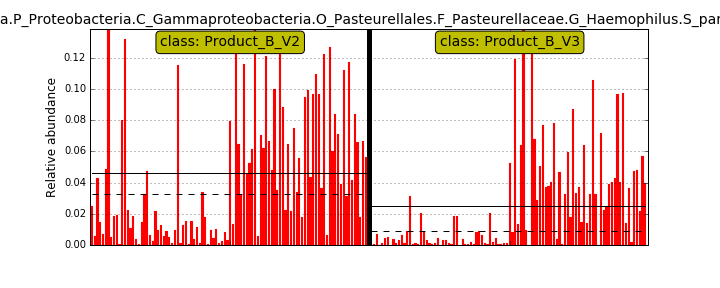 a.P_Proteobacteria.C_Gammaproteobacteria.O_Pasteurellales.F_Pasteurellaceae.G_Haemophilus.S_par
class: Product_B_V2
class: Product_B_V3
Relative abundance
0.12
0.10
0.08
0.06
0.04
0.02
0.00